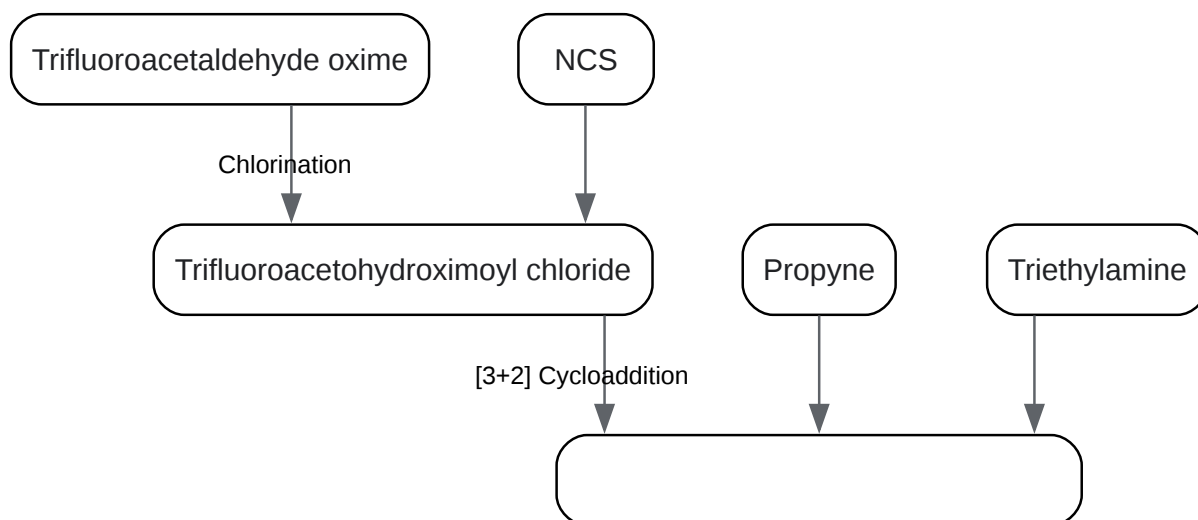 Trifluoroacetaldehyde oxime
NCS
Chlorination
Trifluoroacetohydroximoyl chloride
Propyne
Triethylamine
[3+2] Cycloaddition